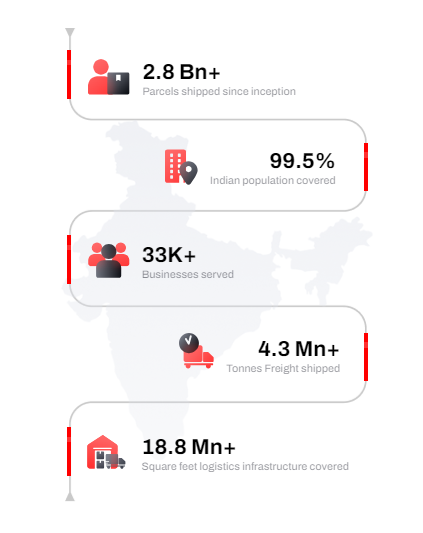 2.8 Bn+
Parcels shipped since inception
99.5%
Indian population covered
33K+
Businesses served
4.3 Mn+
Tonnes Freight shipped
18.8 Mn+
Square feet logistics infrastructure covered